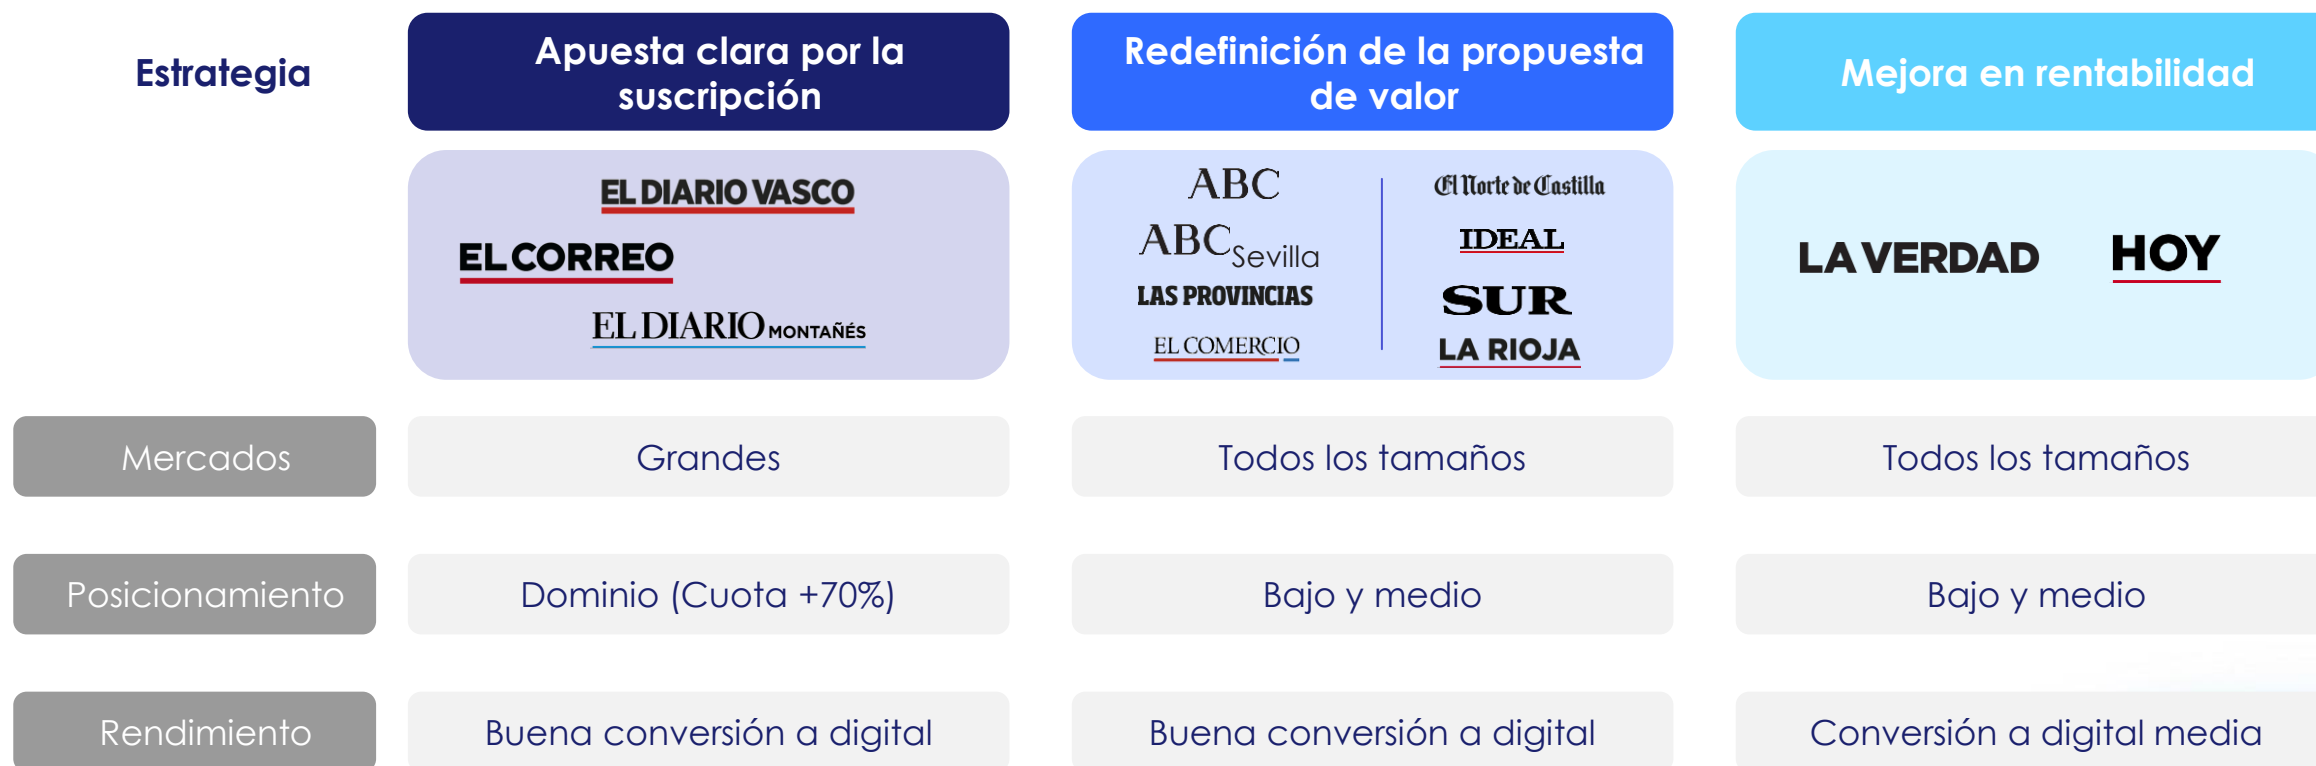 Estrategia
Apuesta clara por la
suscripción
Redefinición de la propuesta
de valor
Mejora en rentabilidad
EL DIARIO VASCO
EL CORREO
EL DIARIO MONTAÑÉS
ABC
ABC Sevilla
LAS PROVINCIAS
EL COMERCIO
El Norte de Castilla
IDEAL
SUR
LA RIOJA
LA VERDAD
HOY
Mercados
Grandes
Todos los tamaños
Todos los tamaños
Posicionamiento
Dominio (Cuota +70%)
Bajo y medio
Bajo y medio
Rendimiento
Buena conversión a digital
Buena conversión a digital
Conversión a digital media